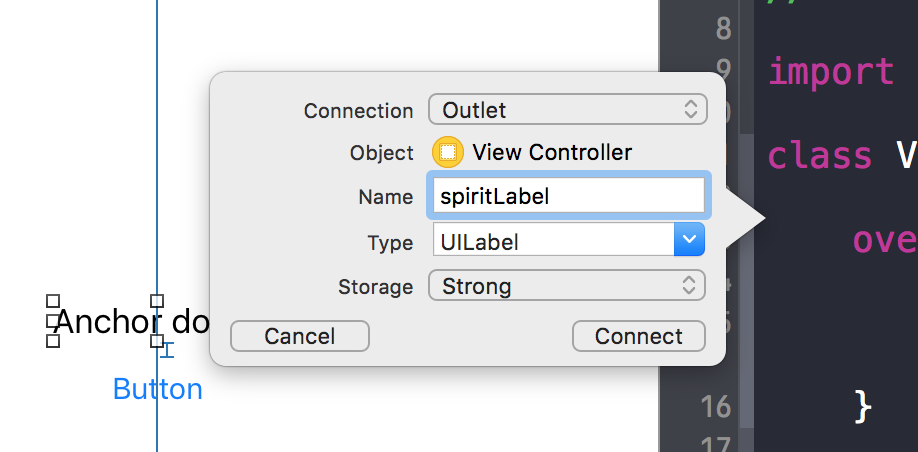 //
8
import
9
Connection Outlet
class V
Object View Controller
Name spiritLabel
Type UILabel
ove
Storage Strong
Anchor do
Cancel Connect
Button
16 }
17